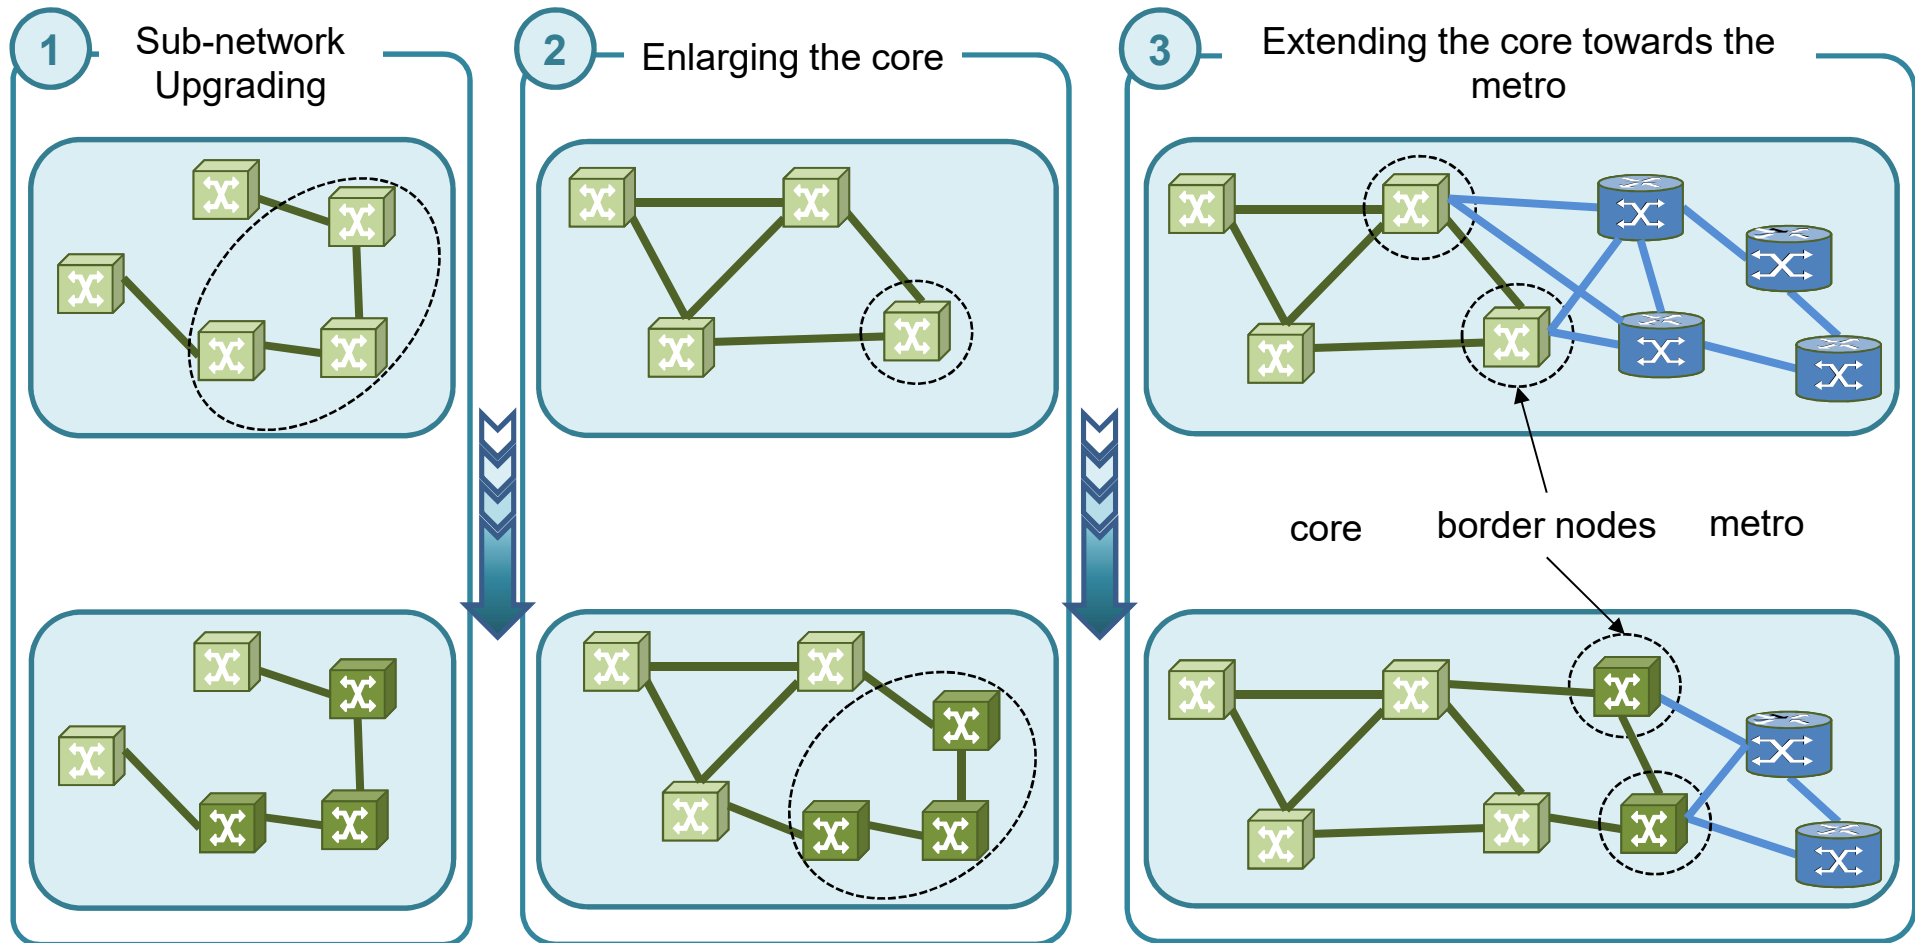 1
Sub-network
Upgrading
2
Enlarging the core
3
Extending the core towards the
metro
core
border nodes
metro